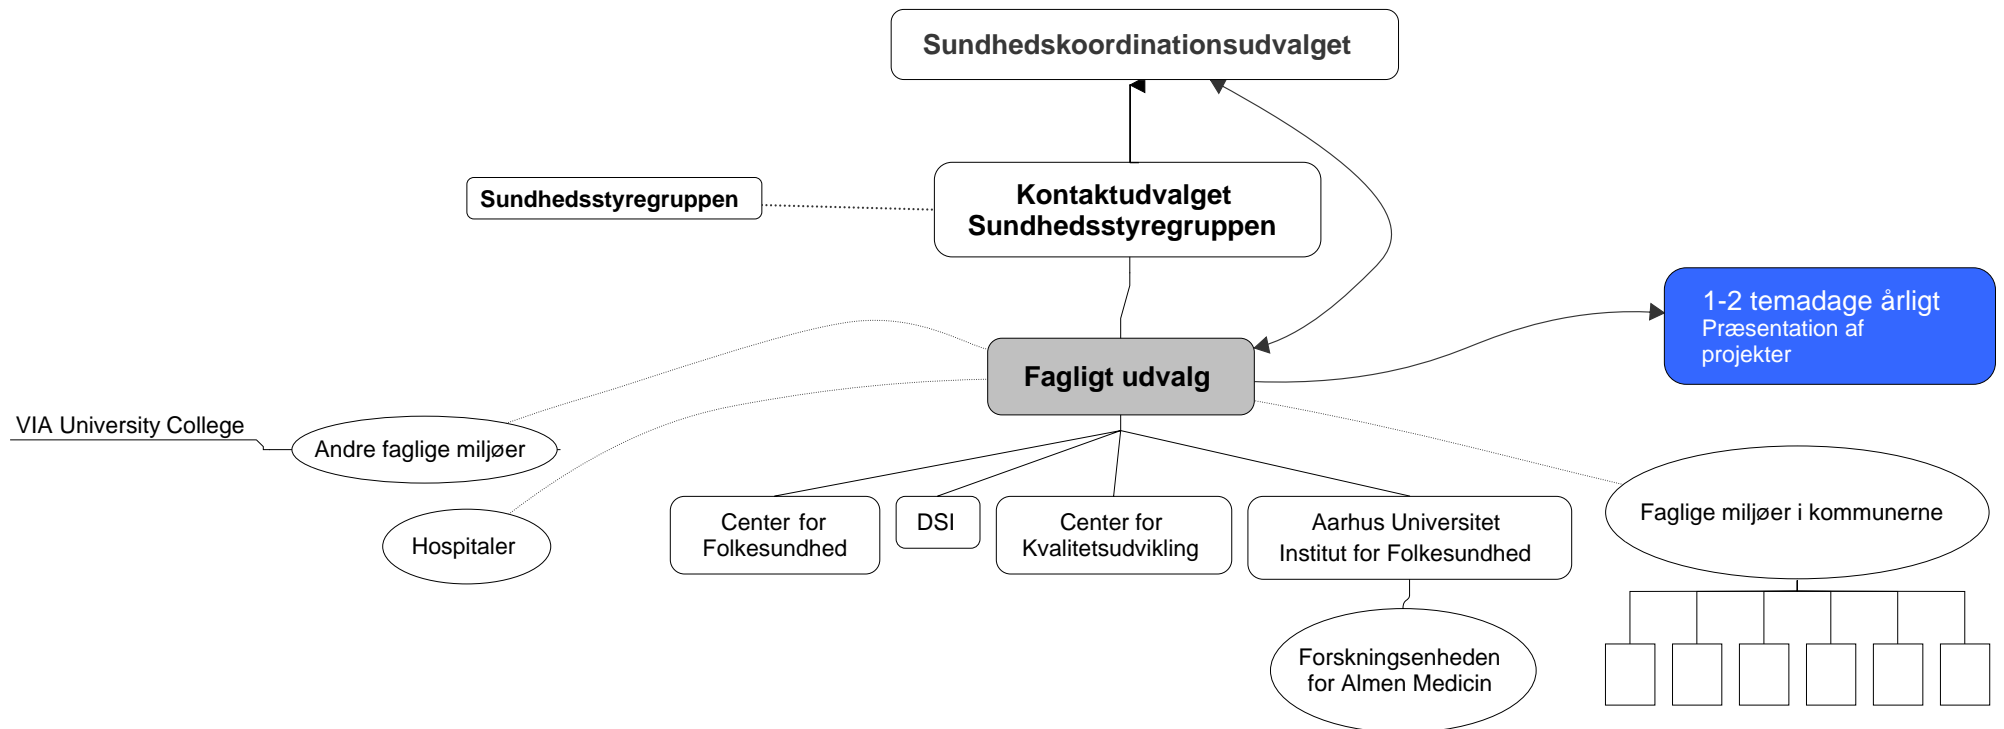 Sundhedskoordinationsudvalget
Sundhedsstyregruppen
Kontaktudvalget
Sundhedsstyregruppen
1-2 temadage årligt
Præsentation af
projekter
Fagligt udvalg
VIA University College
Andre faglige miljøer
Hospitaler
Center for
Folkesundhed
DSI
Center for
Kvalitetsudvikling
Aarhus Universitet
Institut for Folkesundhed
Faglige miljøer i kommunerne
Forskningsenheden
for Almen Medicin